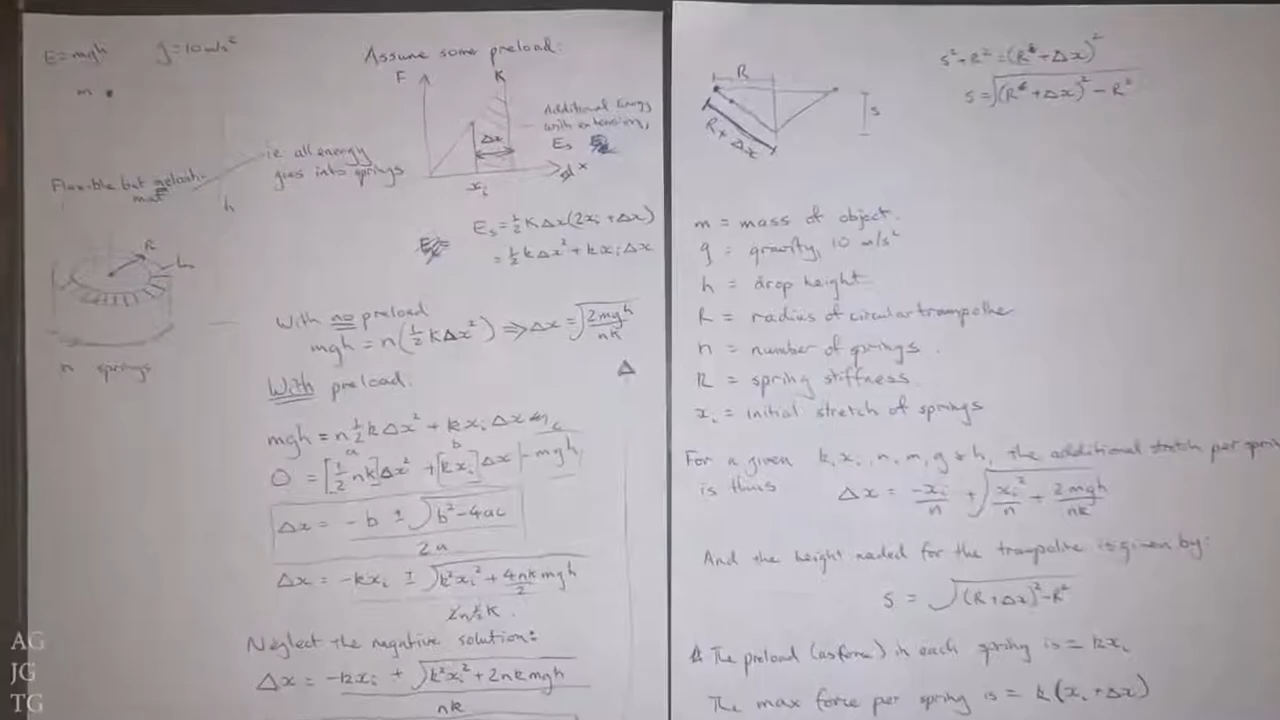 E=mgh g=10m/s²
m
Flexible but
mat
ie all energy
goes into springs
h
R
L₀
n springs
Assume some preload:
F
K
Δx
x
xᵢ
Additional Energy
with extension,
Eₛ
Eₛ=½KΔx(2xᵢ+Δx)
=½kΔx²+kxᵢΔx
With no preload
mgh = n(½KΔx²) ⇒ Δx = √(2mgh/nk)
Δ
With preload.
mgh = n½kΔx² + kxᵢΔx
a b c
0 = [½nk]Δx² + [kxᵢ]Δx - mgh
Δx = (-b ± √(b²-4ac))/2a
Δx = (-kxᵢ ± √(k²xᵢ² + (4nk/2)mgh))/(2n½k)
Neglect the negative solution:
Δx = (-kxᵢ + √(k²xᵢ² + 2nkmgh))/nk
AG
JG
TG
R
R+Δx
s
s²+R²=(R+Δx)²
s=√((R+Δx)²-R²)
m = mass of object.
g = gravity, 10 m/s²
h = drop height
R = radius of circular trampoline
n = number of springs.
k = spring stiffness
xᵢ = initial stretch of springs
For a given k, xᵢ, n, m, g & h, the additional stretch per sprin
is thus Δx = -xᵢ/n + √(xᵢ²/n + 2mgh/nk)
And the height needed for the trampoline is given by:
S = √((R+Δx)²-R²)
The preload (as force) in each spring is = kxᵢ
The max force per spring is = k(xᵢ+Δx)